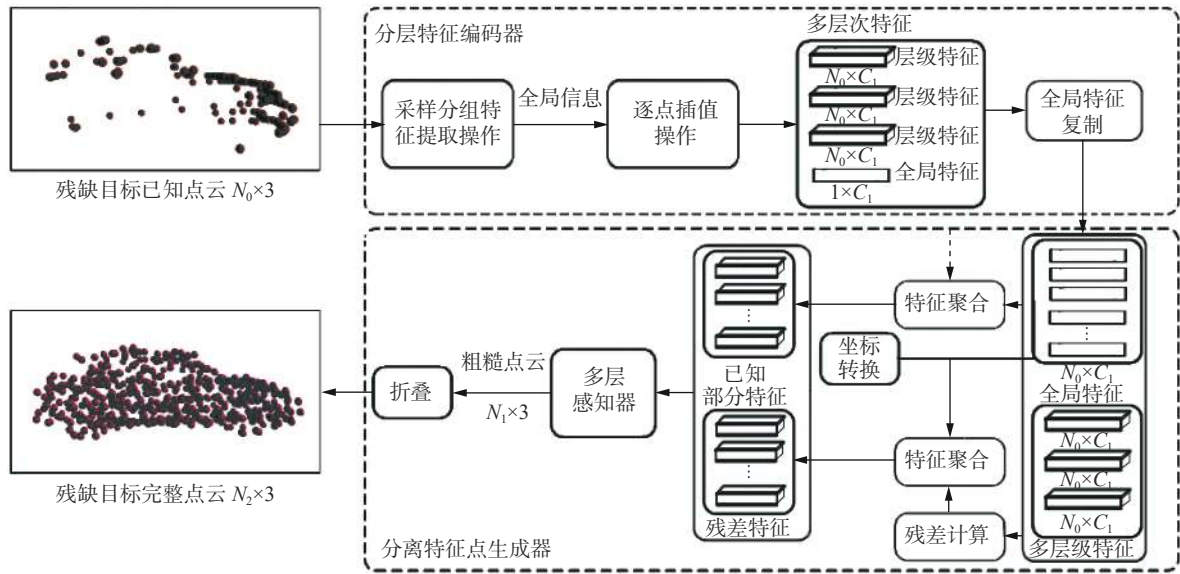 分层特征编码器
多层次特征
层级特征
N₀×C₁
层级特征
N₀×C₁
层级特征
N₀×C₁
全局特征
1×C₁
采样分组特
征提取操作
全局信息
逐点插值
操作
全局特征
复制
残缺目标已知点云 N₀×3
特征聚合
坐标
转换
N₀×C₁
全局特征
已知
部分特征
粗糙点云
N₁×3
多层
感知器
折叠
特征聚合
N₀×C₁
N₀×C₁
N₀×C₁
残差计算
多层级特征
残差特征
残缺目标完整点云 N₂×3
分离特征点生成器